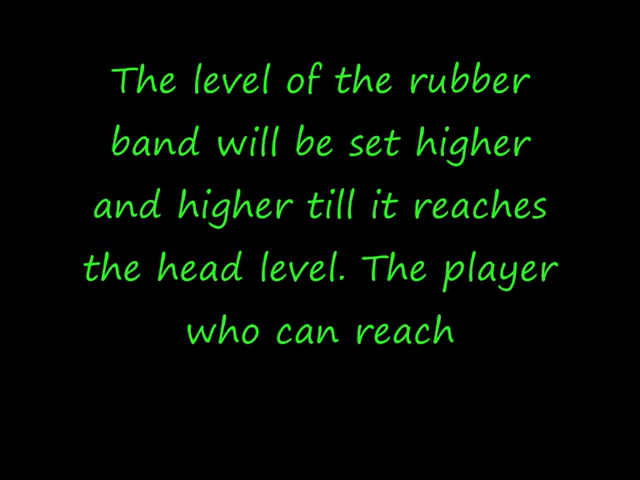 The level of the rubber
band will be set higher
and higher till it reaches
the head level. The player
who can reach